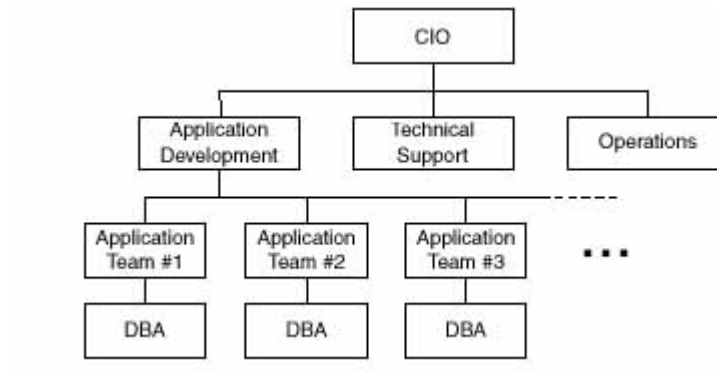 CIO
Application
Development
Technical
Support
Operations
Application
Team #1
Application
Team #2
Application
Team #3
...
DBA
DBA
DBA